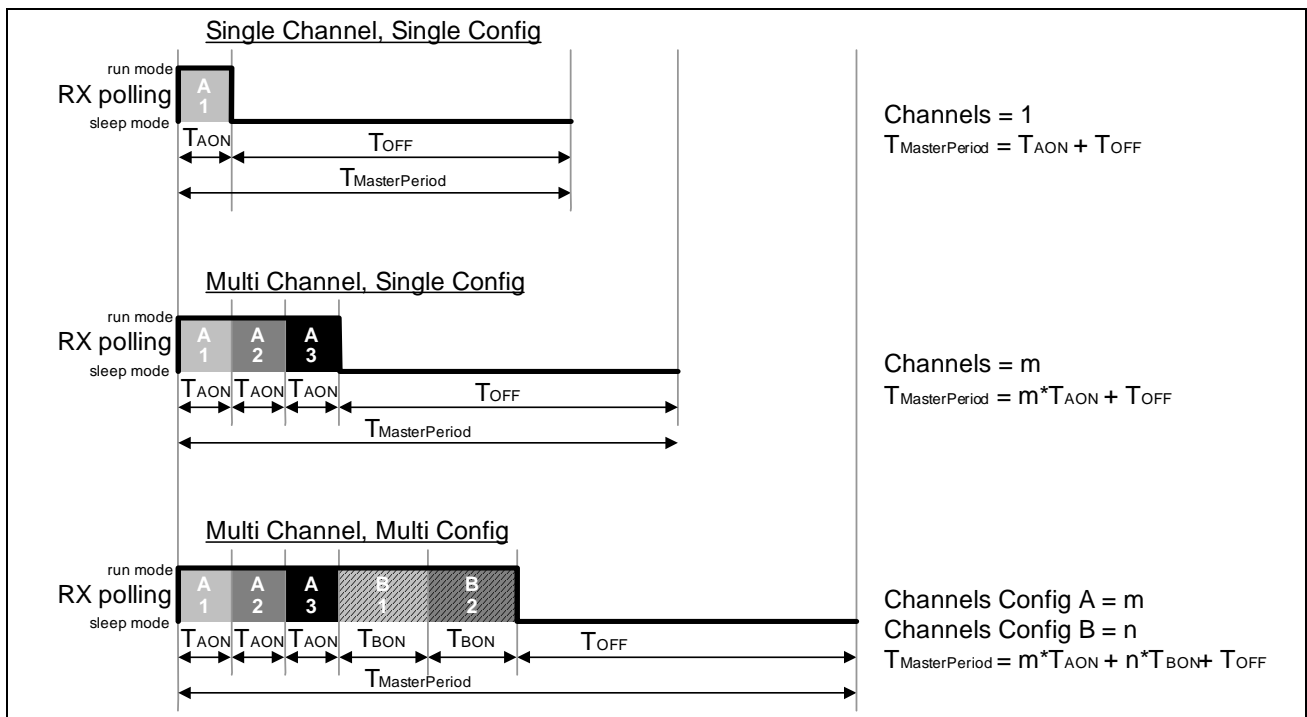 Single Channel, Single Config
run mode
RX polling
sleep mode
A
1
TAON
TOFF
TMasterPeriod
Channels = 1
TMasterPeriod = TAON + TOFF
Multi Channel, Single Config
run mode
RX polling
sleep mode
A A A
1 2 3
TAON TAON TAON TOFF
TMasterPeriod
Channels = m
TMasterPeriod = m*TAON + TOFF
Multi Channel, Multi Config
run mode
RX polling
sleep mode
A A A B B
1 2 3 1 2
TAON TAON TAON TBON TBON TOFF
TMasterPeriod
Channels Config A = m
Channels Config B = n
TMasterPeriod = m*TAON + n*TBON+ TOFF